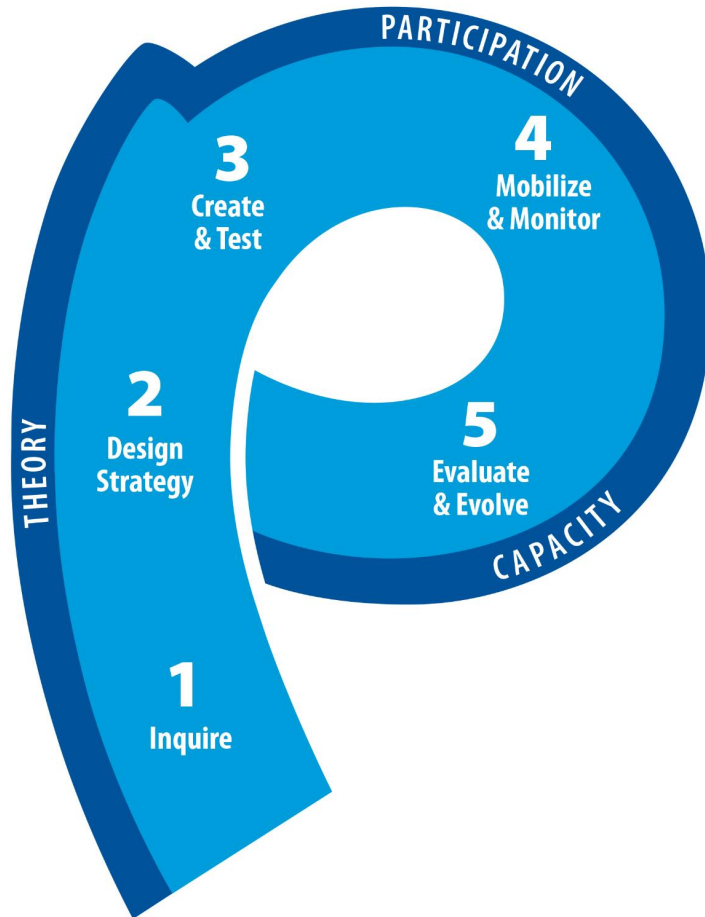 PARTICIPATION
3
Create
& Test
4
Mobilize
& Monitor
2
Design
Strategy
5
Evaluate
& Evolve
THEORY
CAPACITY
1
Inquire